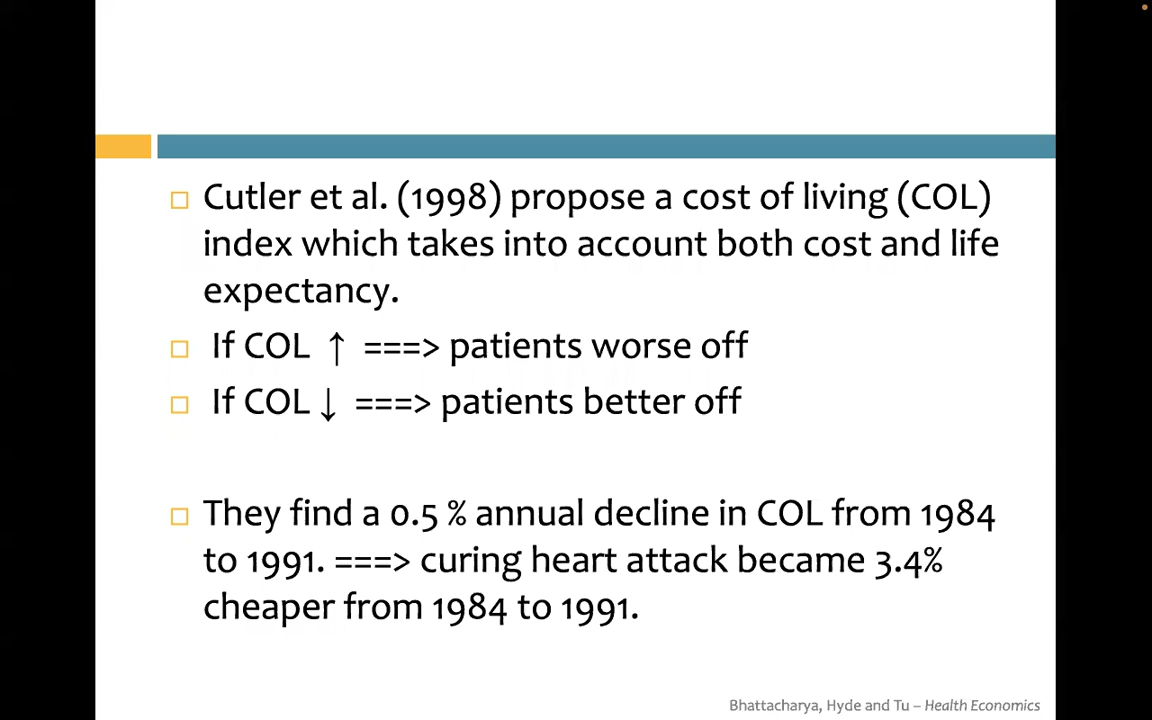 Cutler et al. (1998) propose a cost of living (COL)
index which takes into account both cost and life
expectancy.
If COL ↑ ===> patients worse off
If COL ↓ ===> patients better off
They find a 0.5 % annual decline in COL from 1984
to 1991. ===> curing heart attack became 3.4%
cheaper from 1984 to 1991.
Bhattacharya, Hyde and Tu – Health Economics